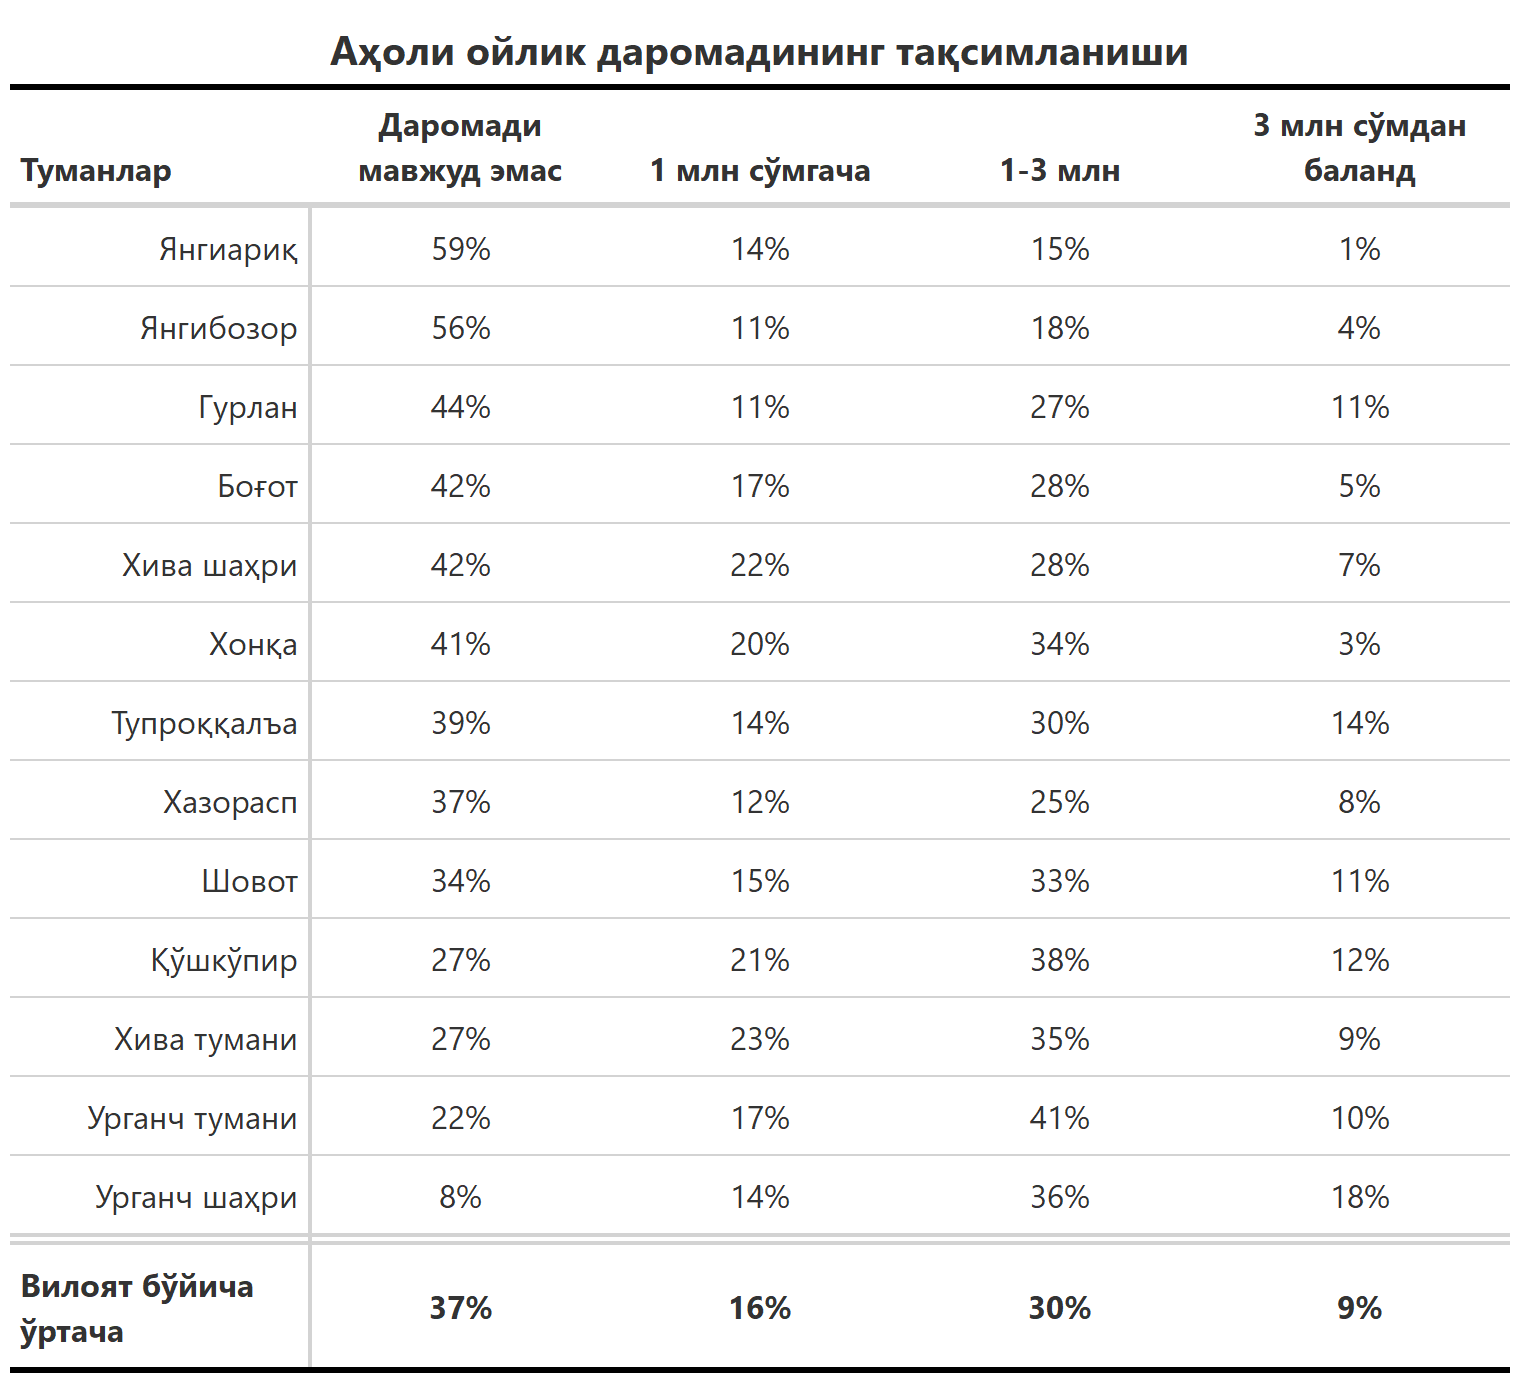 Аҳоли ойлик даромадининг тақсимланиши
Туманлар Даромади мавжуд эмас 1 млн сўмгача 1-3 млн 3 млн сўмдан баланд
Янгиариқ 59% 14% 15% 1%
Янгибозор 56% 11% 18% 4%
Гурлан 44% 11% 27% 11%
Боғот 42% 17% 28% 5%
Хива шаҳри 42% 22% 28% 7%
Хонқа 41% 20% 34% 3%
Тупроққалъа 39% 14% 30% 14%
Хазорасп 37% 12% 25% 8%
Шовот 34% 15% 33% 11%
Қўшкўпир 27% 21% 38% 12%
Хива тумани 27% 23% 35% 9%
Урганч тумани 22% 17% 41% 10%
Урганч шаҳри 8% 14% 36% 18%
Вилоят бўйича ўртача 37% 16% 30% 9%